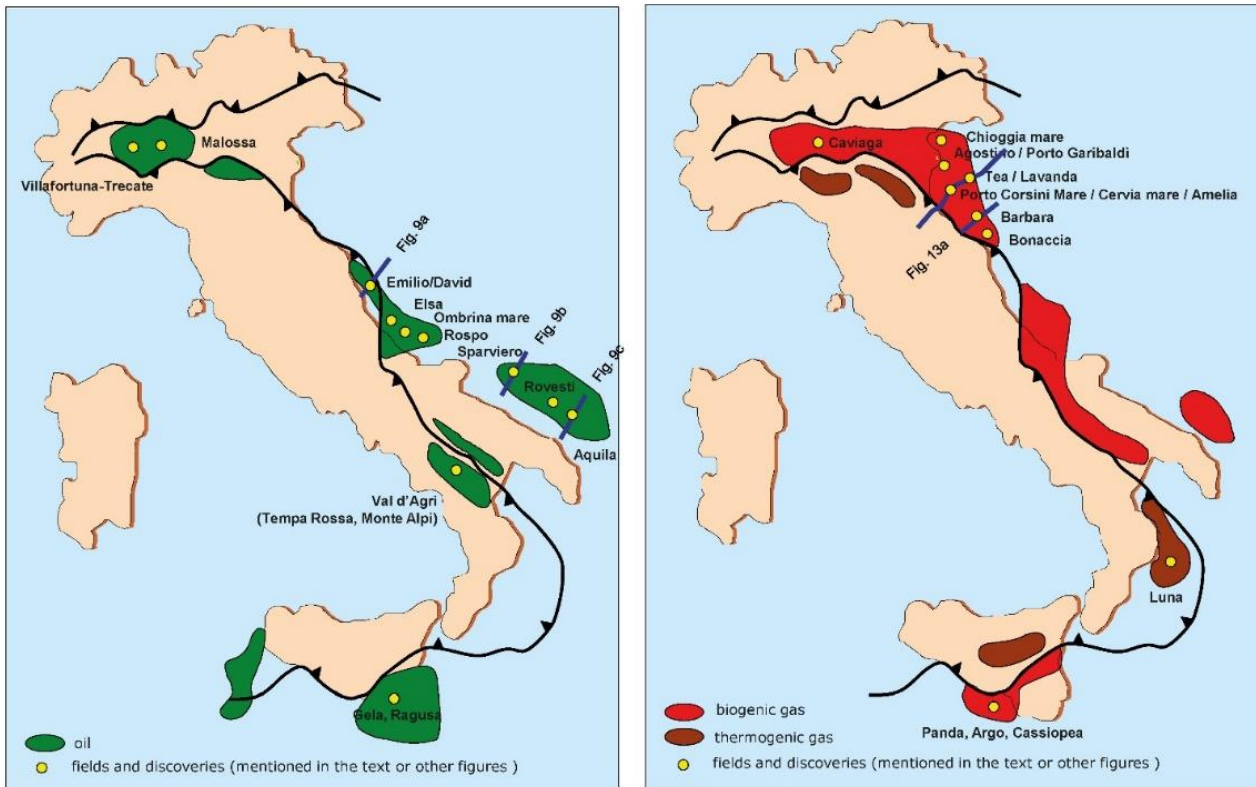 Malossa
Villafortuna-Trecate
Fig. 9a
Emilio/David
Elsa
Ombrina mare
Rospo
Sparviero
Fig. 9b
Rovesti
Fig. 9c
Aquila
Val d'Agri
(Tempa Rossa, Monte Alpi)
Gela, Ragusa
oil
fields and discoveries (mentioned in the text or other figures )
Caviaga
Chioggia mare
Agostino / Porto Garibaldi
Tea / Lavanda
Porto Corsini Mare / Cervia mare / Amelia
Barbara
Bonaccia
Fig. 13a
Luna
Panda, Argo, Cassiopea
biogenic gas
thermogenic gas
fields and discoveries (mentioned in the text or other figures )